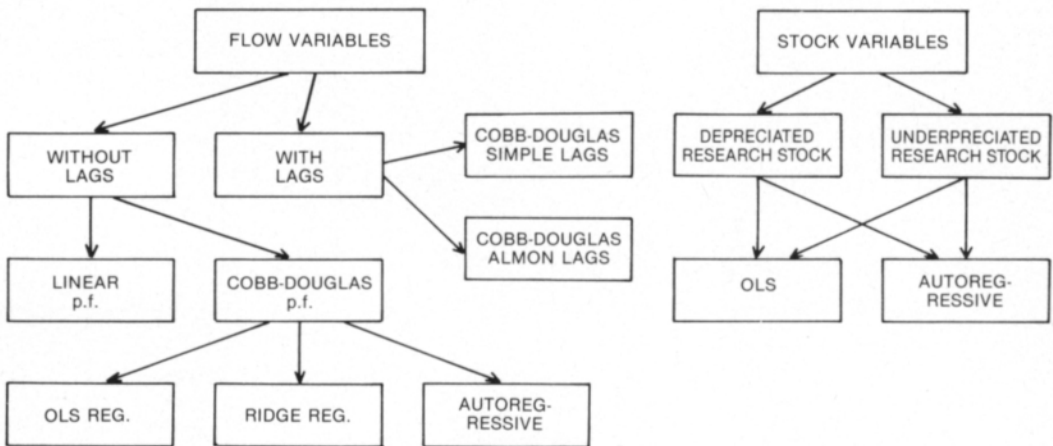 FLOW VARIABLES
WITHOUT
LAGS
WITH
LAGS
COBB-DOUGLAS
SIMPLE LAGS
COBB-DOUGLAS
ALMON LAGS
LINEAR
p.f.
COBB-DOUGLAS
p.f.
OLS REG.
RIDGE REG.
AUTOREG-
RESSIVE
STOCK VARIABLES
DEPRECIATED
RESEARCH STOCK
UNDERPRECIATED
RESEARCH STOCK
OLS
AUTOREG-
RESSIVE